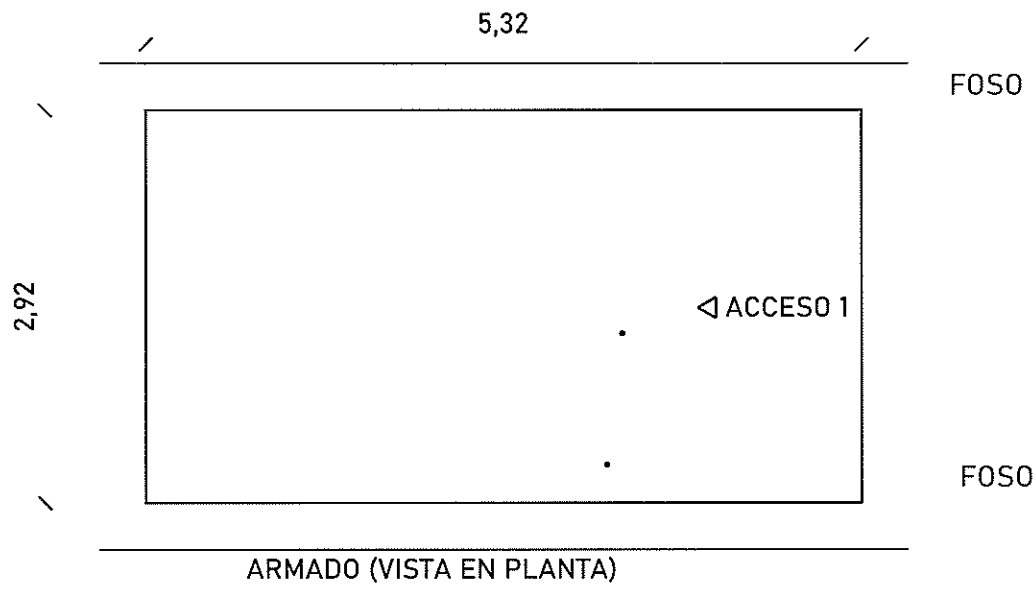 5,32
FOSO
2,92
ACCESO 1
FOSO
ARMADO (VISTA EN PLANTA)